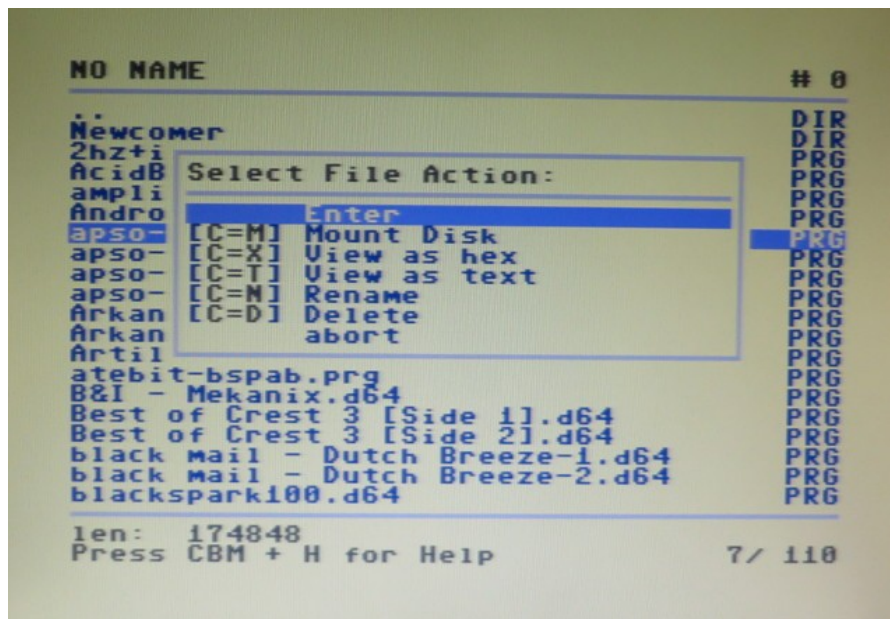 NO NAME # 0
.. DIR
Newcomer DIR
2hz+i PRG
AcidB PRG
ampli PRG
Andro PRG
apso- PRG
apso- PRG
apso- PRG
apso- PRG
Arkan PRG
Arkan PRG
Artil PRG
atebit-bspab.prg PRG
B&I - Mekanix.d64 PRG
Best of Crest 3 [Side 1].d64 PRG
Best of Crest 3 [Side 2].d64 PRG
black mail - Dutch Breeze-1.d64 PRG
black mail - Dutch Breeze-2.d64 PRG
blackspark100.d64 PRG
Select File Action:
Enter
[C=M] Mount Disk
[C=X] View as hex
[C=T] View as text
[C=N] Rename
[C=D] Delete
abort
len: 174848
Press CBM + H for Help 7/ 110